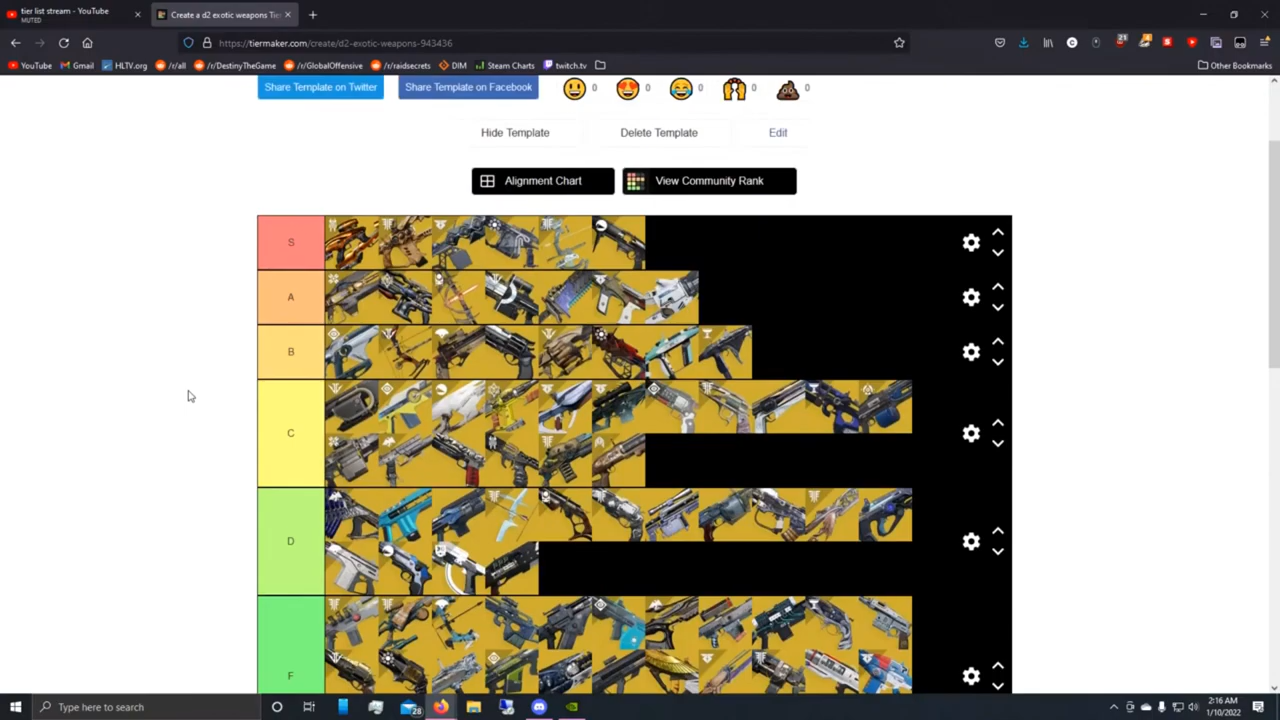 tier list stream - YouTube
MUTED
Create a d2 exotic weapons Tie
https://tiermaker.com/create/d2-exotic-weapons-943436
21
YouTube Gmail HLTV.org r/all r/DestinyTheGame r/GlobalOffensive r/raidsecrets DIM Steam Charts twitch.tv Other Bookmarks
Share Template on Twitter Share Template on Facebook 0 0 0 0 0
Hide Template Delete Template Edit
Alignment Chart View Community Rank
S
A
B
C
D
F
Type here to search 28 2:16 AM
1/10/2022